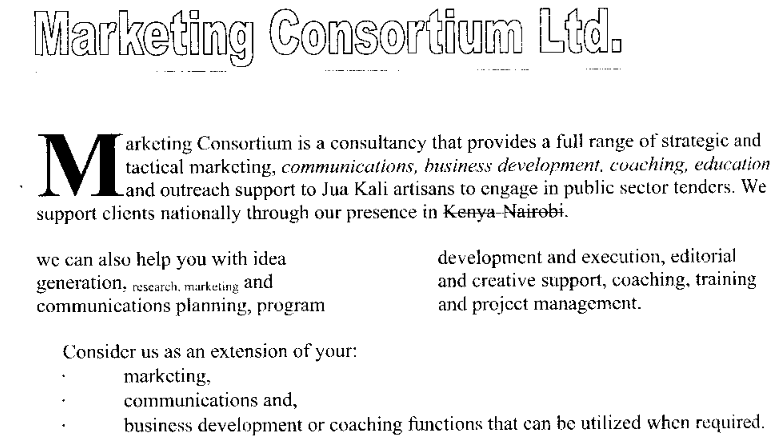 Marketing Consortium Ltd.
Marketing Consortium is a consultancy that provides a full range of strategic and
tactical marketing, communications, business development, coaching, education
and outreach support to Jua Kali artisans to engage in public sector tenders. We
support clients nationally through our presence in Kenya-Nairobi.
we can also help you with idea
generation, research, marketing and
communications planning, program
development and execution, editorial
and creative support, coaching, training
and project management.
Consider us as an extension of your:
· marketing,
· communications and,
· business development or coaching functions that can be utilized when required.